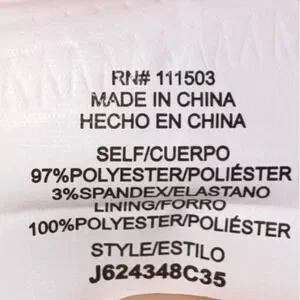 RN# 111503
MADE IN CHINA
HECHO EN CHINA
SELF/CUERPO
97%POLYESTER/POLIÉSTER
3%SPANDEX/ELASTANO
LINING/FORRO
100%POLYESTER/POLIÉSTER
STYLE/ESTILO
J624348C35